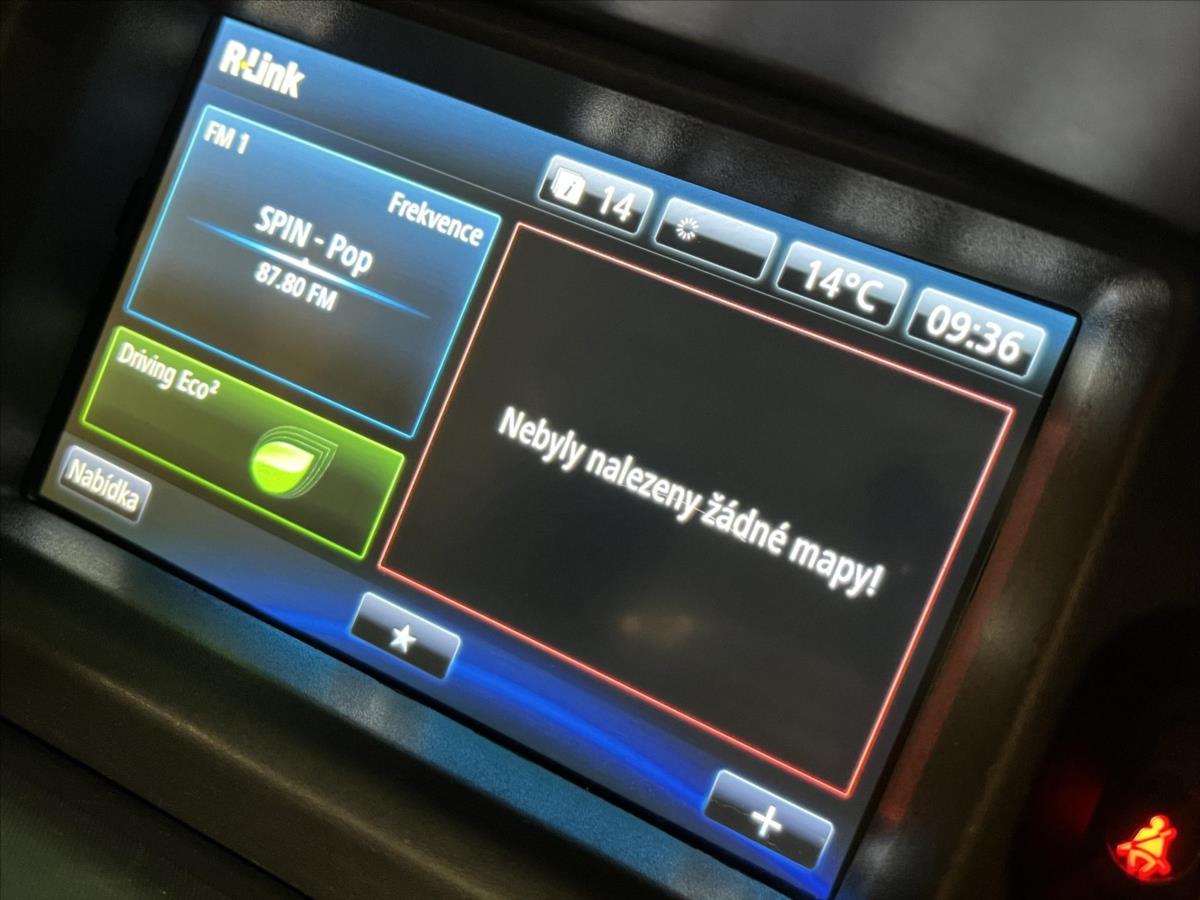 R-Link
FM 1
Frekvence
SPIN - Pop
87.80 FM
14
14°C
09:36
Driving Eco²
Nebyly nalezeny žádné mapy!
Nabídka